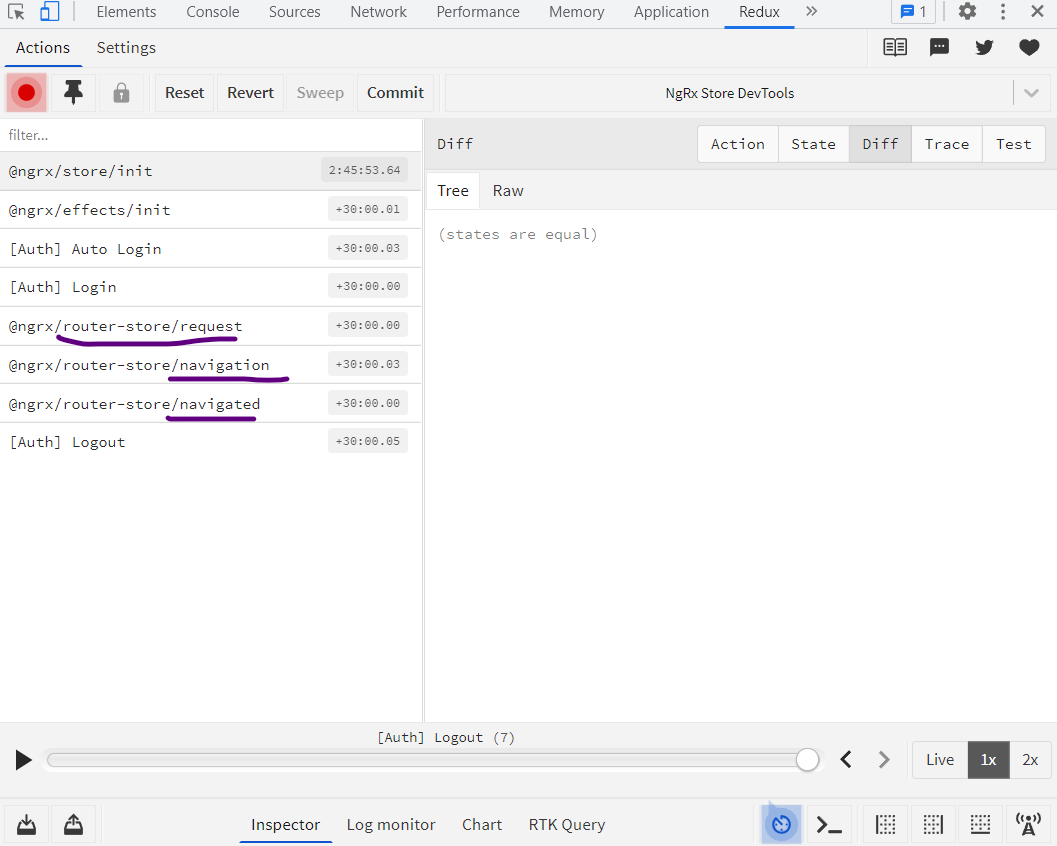 Elements Console Sources Network Performance Memory Application Redux » 1
Actions Settings
Reset Revert Sweep Commit NgRx Store DevTools
filter...
Diff Action State Diff Trace Test
@ngrx/store/init 2:45:53.64
Tree Raw
@ngrx/effects/init +30:00.01
(states are equal)
[Auth] Auto Login +30:00.03
[Auth] Login +30:00.00
@ngrx/router-store/request +30:00.00
@ngrx/router-store/navigation +30:00.03
@ngrx/router-store/navigated +30:00.00
[Auth] Logout +30:00.05
[Auth] Logout (7)
Live 1x 2x
Inspector Log monitor Chart RTK Query